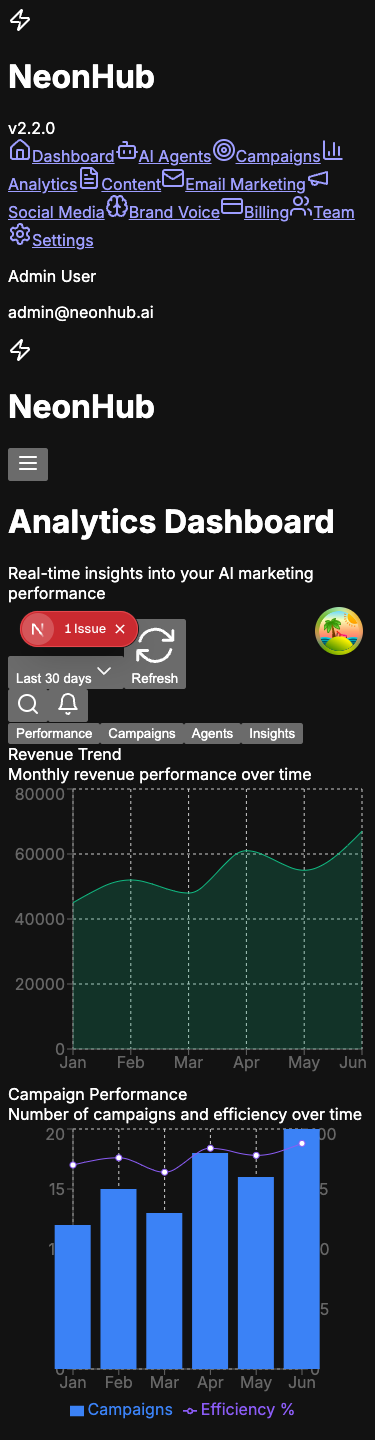 NeonHub
v2.2.0
Dashboard AI Agents Campaigns
Analytics Content Email Marketing
Social Media Brand Voice Billing Team
Settings
Admin User
admin@neonhub.ai
NeonHub
Analytics Dashboard
Real-time insights into your AI marketing
performance
N 1 Issue
Last 30 days Refresh
Performance Campaigns Agents Insights
Revenue Trend
Monthly revenue performance over time
80000
60000
40000
20000
0
Jan Feb Mar Apr May Jun
Campaign Performance
Number of campaigns and efficiency over time
20 00
15 5
1 0
5
0 0
Jan Feb Mar Apr May Jun
Campaigns Efficiency %